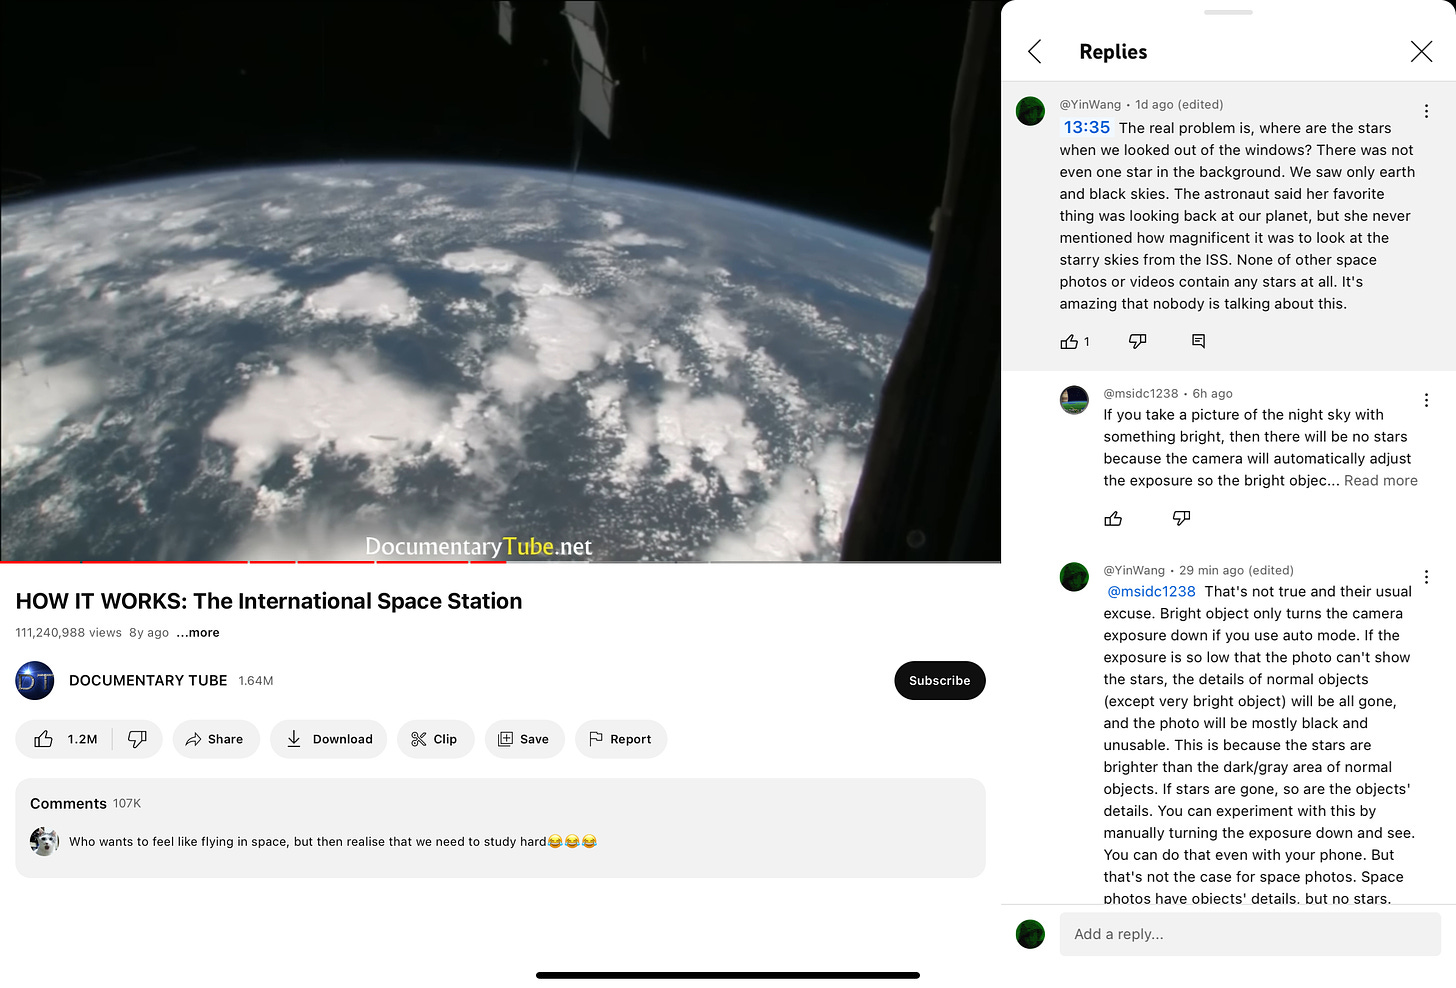 DocumentaryTube.net
HOW IT WORKS: The International Space Station
111,240,988 views 8y ago ...more
DT
DOCUMENTARY TUBE 1.64M
Subscribe
1.2M
Share
Download
Clip
Save
Report
Comments 107K
Who wants to feel like flying in space, but then realise that we need to study hard😂😂😂
Replies
@YinWang • 1d ago (edited)
13:35 The real problem is, where are the stars
when we looked out of the windows? There was not
even one star in the background. We saw only earth
and black skies. The astronaut said her favorite
thing was looking back at our planet, but she never
mentioned how magnificent it was to look at the
starry skies from the ISS. None of other space
photos or videos contain any stars at all. It's
amazing that nobody is talking about this.
1
@msidc1238 • 6h ago
If you take a picture of the night sky with
something bright, then there will be no stars
because the camera will automatically adjust
the exposure so the bright objec... Read more
@YinWang • 29 min ago (edited)
@msidc1238 That's not true and their usual
excuse. Bright object only turns the camera
exposure down if you use auto mode. If the
exposure is so low that the photo can't show
the stars, the details of normal objects
(except very bright object) will be all gone,
and the photo will be mostly black and
unusable. This is because the stars are
brighter than the dark/gray area of normal
objects. If stars are gone, so are the objects'
details. You can experiment with this by
manually turning the exposure down and see.
You can do that even with your phone. But
that's not the case for space photos. Space
photos have objects' details, but no stars.
Add a reply...